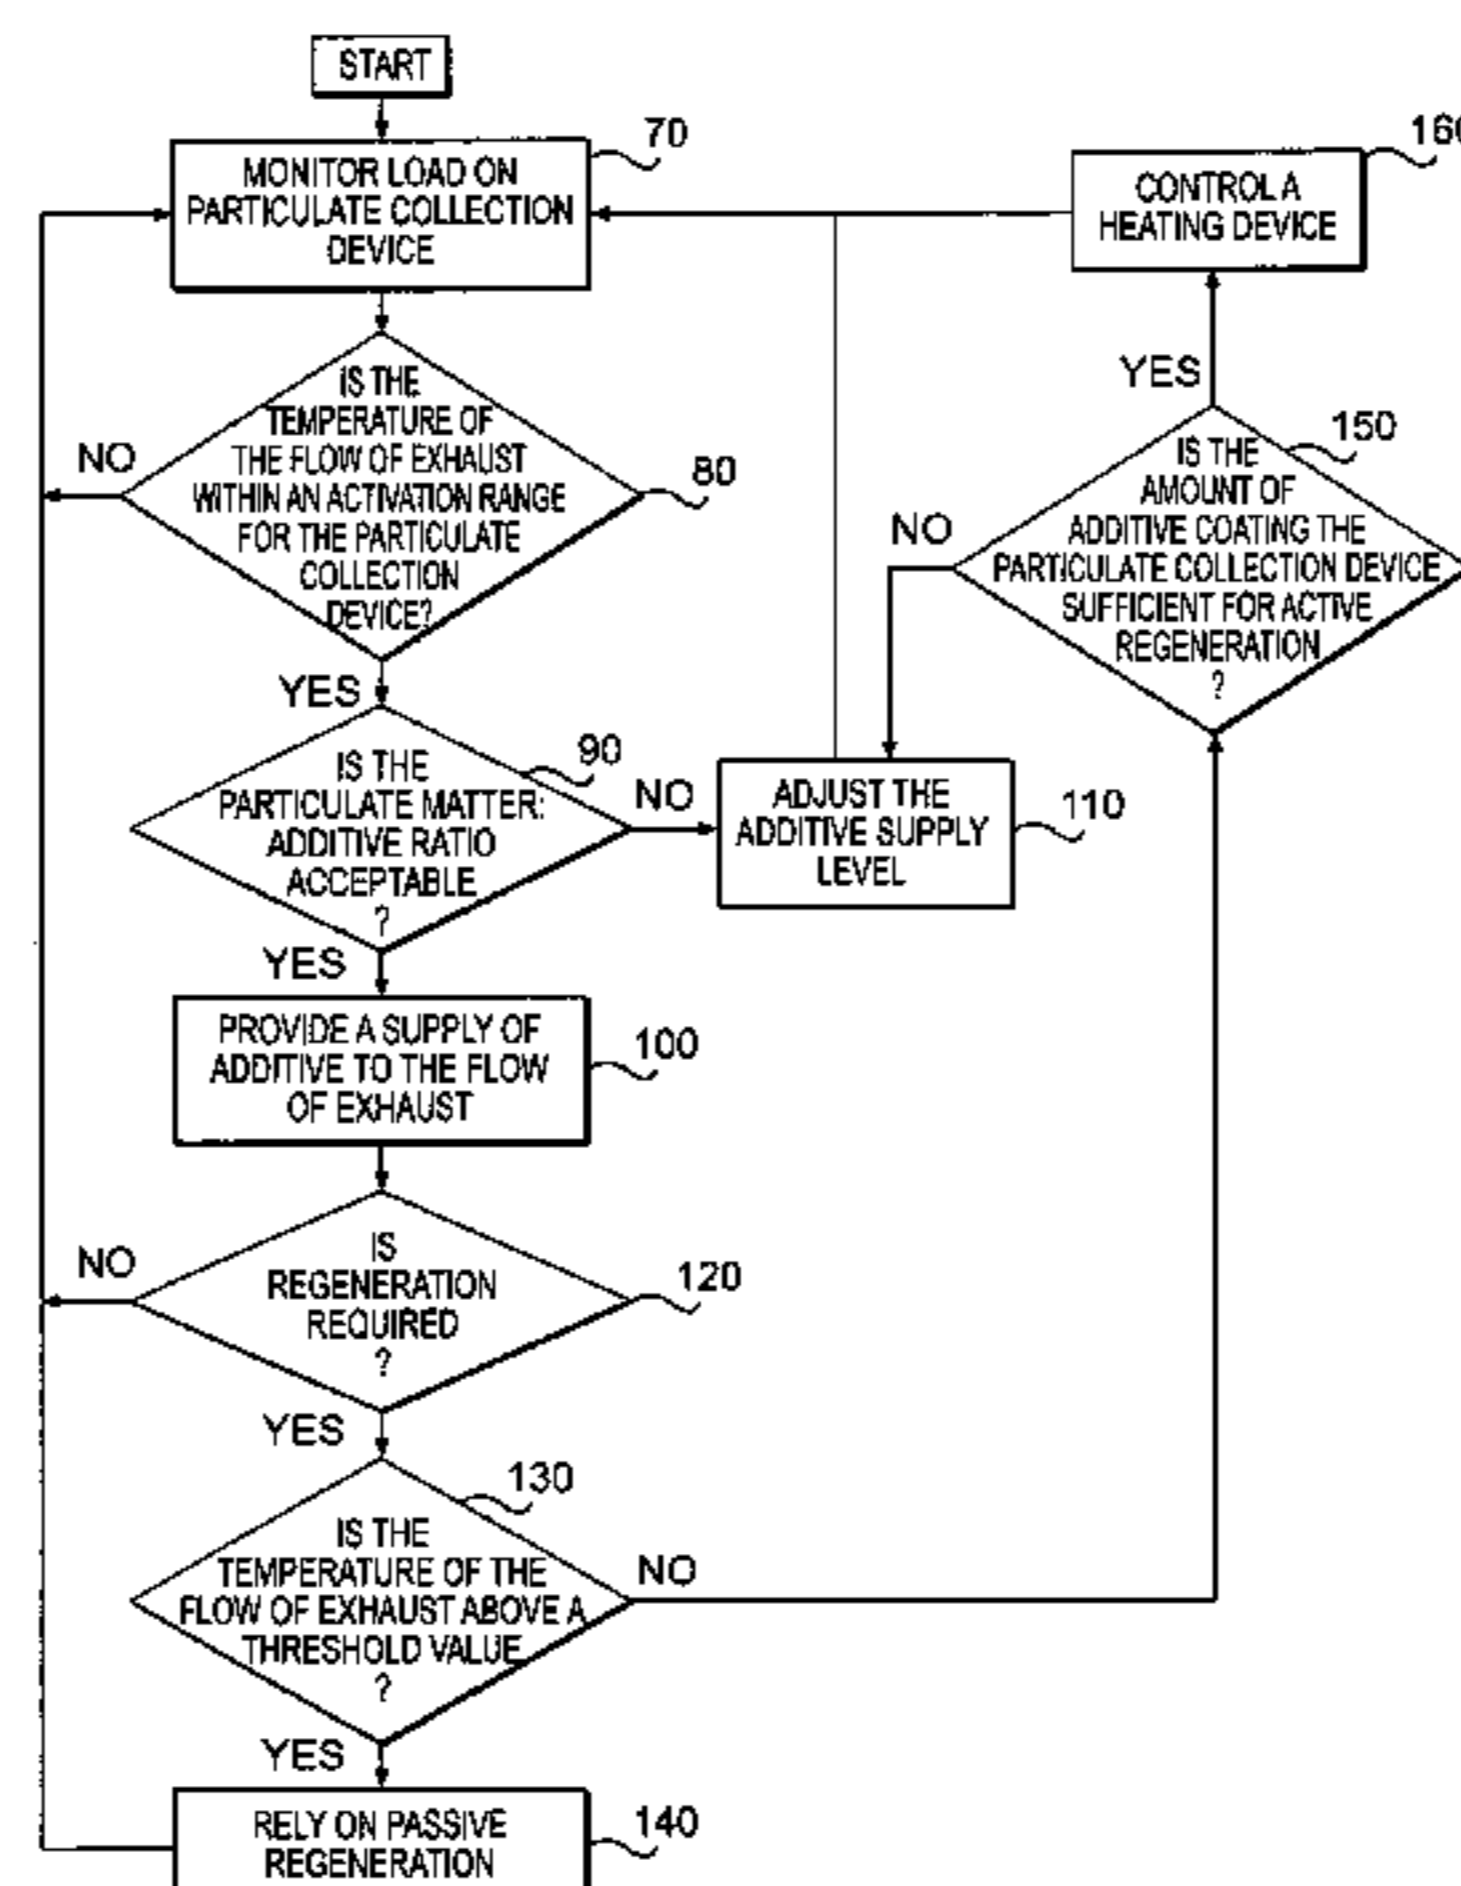 START
70
MONITOR LOAD ON
PARTICULATE COLLECTION
DEVICE
IS THE
TEMPERATURE OF
THE FLOW OF EXHAUST
WITHIN AN ACTIVATION RANGE
FOR THE PARTICULATE
COLLECTION
DEVICE?
80
NO
YES
IS THE
PARTICULATE MATTER:
ADDITIVE RATIO
ACCEPTABLE
?
90
NO
YES
ADJUST THE
ADDITIVE SUPPLY
LEVEL
110
PROVIDE A SUPPLY OF
ADDITIVE TO THE FLOW
OF EXHAUST
100
IS
REGENERATION
REQUIRED
?
120
NO
YES
130
IS THE
TEMPERATURE OF THE
FLOW OF EXHAUST ABOVE A
THRESHOLD VALUE
?
NO
YES
RELY ON PASSIVE
REGENERATION
140
150
IS THE
AMOUNT OF
ADDITIVE COATING THE
PARTICULATE COLLECTION DEVICE
SUFFICIENT FOR ACTIVE
REGENERATION
?
NO
YES
CONTROL A
HEATING DEVICE
160